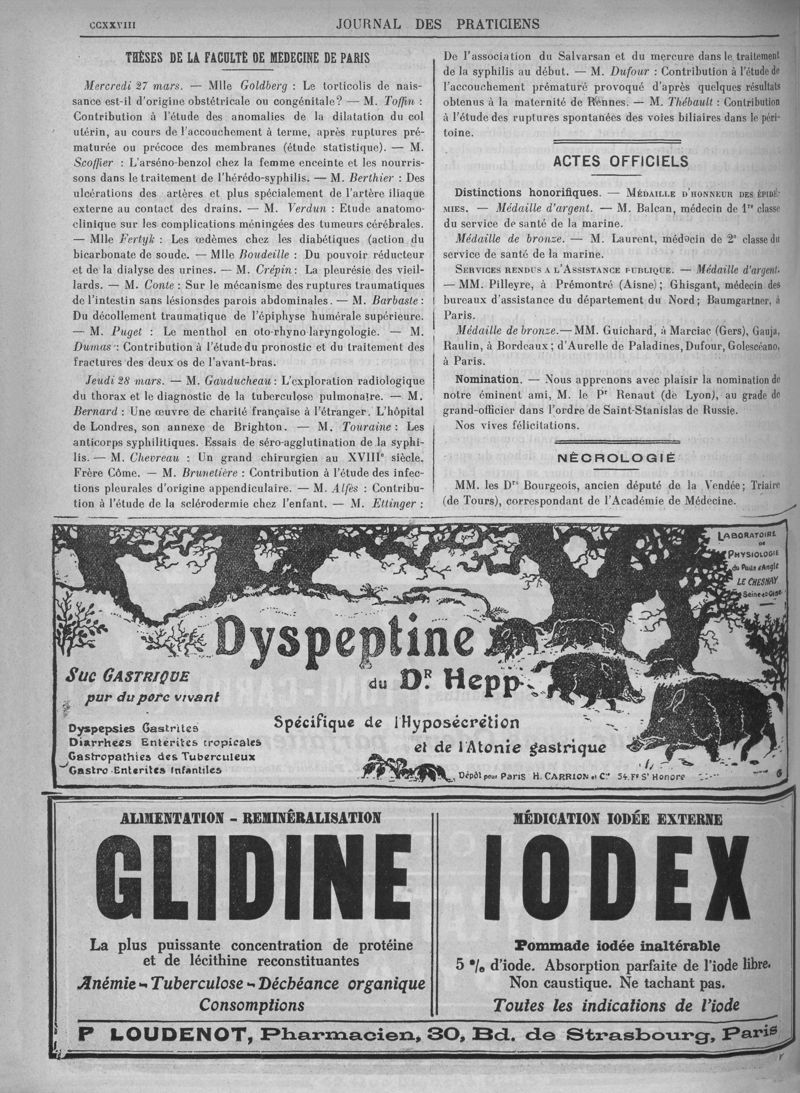 CCXXVIII
JOURNAL DES PRATICIENS
THÈSES DE LA FACULTÉ DE MÉDECINE DE PARIS
Mercredi 27 mars. — Mlle Goldberg : Le torticolis de nais-
sance est-il d'origine obstétricale ou congénitale? — M. Toffin :
Contribution à l'étude des anomalies de la dilatation du col
utérin, au cours de l'accouchement à terme, après ruptures pré-
maturée ou précoce des membranes (étude statistique). — M.
Scoffier : L'arséno-benzol chez la femme enceinte et les nourris-
sons dans le traitement de l'hérédo-syphilis. — M. Berthier : Des
ulcérations des artères et plus spécialement de l'artère iliaque
externe au contact des drains. — M. Verdun : Etude anatomo-
clinique sur les complications méningées des tumeurs cérébrales.
— Mlle Fertyk : Les œdèmes chez les diabétiques (action du
bicarbonate de soude. — Mlle Boudeille : Du pouvoir réducteur
et de la dialyse des urines. — M. Crépin : La pleurésie des vieil-
lards. — M. Conte : Sur le mécanisme des ruptures traumatiques
de l'intestin sans lésionsdes parois abdominales. — M. Barbaste :
Du décollement traumatique de l'épiphyse humérale supérieure.
— M. Puget : Le menthol en oto-rhyno laryngologie. — M.
Dumas : Contribution à l'étude du pronostic et du traitement des
fractures des deux os de l'avant-bras.
Jeudi 28 mars. — M. Gauducheau : L'exploration radiologique
du thorax et le diagnostic de la tuberculose pulmonaire. — M.
Bernard : Une œuvre de charité française à l'étranger. L'hôpital
de Londres, son annexe de Brighton. — M. Touraine : Les
anticorps syphilitiques. Essais de séro-agglutination de la syphi-
lis. — M. Chevreau : Un grand chirurgien au XVIIIe siècle,
Frère Côme. — M. Brunetière : Contribution à l'étude des infec-
tions pleurales d'origine appendiculaire. — M. Alfès : Contribu-
tion à l'étude de la sclérodermie chez l'enfant. — M. Ettinger :
De l'association du Salvarsan et du mercure dans le traitement
de la syphilis au début. — M. Dufour : Contribution à l'étude de
l'accouchement prématuré provoqué d'après quelques résultats
obtenus à la maternité de Rennes. — M. Thébault : Contribution
à l'étude des ruptures spontanées des voies biliaires dans le péri-
toine.
ACTES OFFICIELS
Distinctions honorifiques. — MÉDAILLE D'HONNEUR DES ÉPIDÉ-
MIES. — Médaille d'argent. — M. Balcan, médecin de 1re classe
du service de santé de la marine.
Médaille de bronze. — M. Laurent, médecin de 2e classe du
service de santé de la marine.
SERVICES RENDUS A L'ASSISTANCE PUBLIQUE. — Médaille d'argent.
— MM. Pilleyre, à Prémontré (Aisne) ; Ghisgant, médecin des
bureaux d'assistance du département du Nord ; Baumgartner, à
Paris.
Médaille de bronze.— MM. Guichard, à Marciac (Gers), Gauja,
Raulin, à Bordeaux ; d'Aurelle de Paladines, Dufour, Golescéano,
à Paris.
Nomination. — Nous apprenons avec plaisir la nomination de
notre éminent ami, M. le Pr Renaut (de Lyon), au grade de
grand-officier dans l'ordre de Saint-Stanislas de Russie.
Nos vives félicitations.
NÉCROLOGIE
MM. les Drs Bourgeois, ancien député de la Vendée ; Triaire
(de Tours), correspondant de l'Académie de Médecine.
LABORATOIRE
DE
PHYSIOLOGIE
du Puits d'Angle
LE CHESNAY
Seine et Oise
Dyspeptine
du Dr. Hepp
SUC GASTRIQUE
pur du porc vivant
Spécifique de l'Hyposécrétion
et de l'Atonie gastrique
Dyspepsies Gastrites
Diarrhées Entérites tropicales
Gastropathies des Tuberculeux
Gastro-Entérites Infantiles
Dépôt pour Paris H. CARRION et Cie 54. Fg St Honoré
ALIMENTATION - REMINÉRALISATION
GLIDINE
La plus puissante concentration de protéine
et de lécithine reconstituantes
Anémie - Tuberculose - Déchéance organique
Consomptions
MÉDICATION IODÉE EXTERNE
IODEX
Pommade iodée inaltérable
5 % d'iode. Absorption parfaite de l'iode libre.
Non caustique. Ne tachant pas.
Toutes les indications de l'iode
P LOUDENOT, Pharmacien, 30, Bd. de Strasbourg, Paris